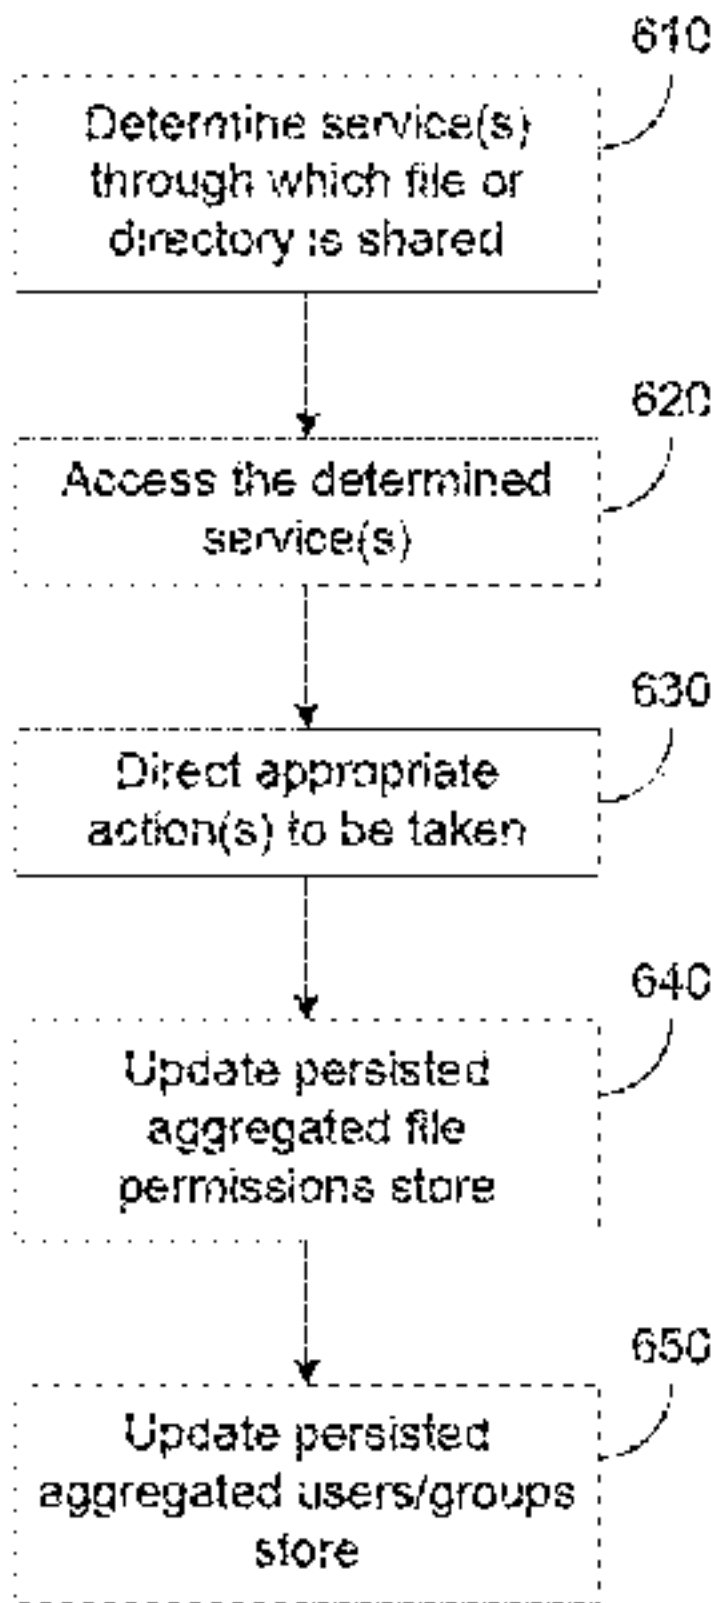 610
Determine service(s)
through which file or
directory is shared
620
Access the determined
service(s)
630
Direct appropriate
action(s) to be taken
640
Update persisted
aggregated file
permissions store
650
Update persisted
aggregated users/groups
store